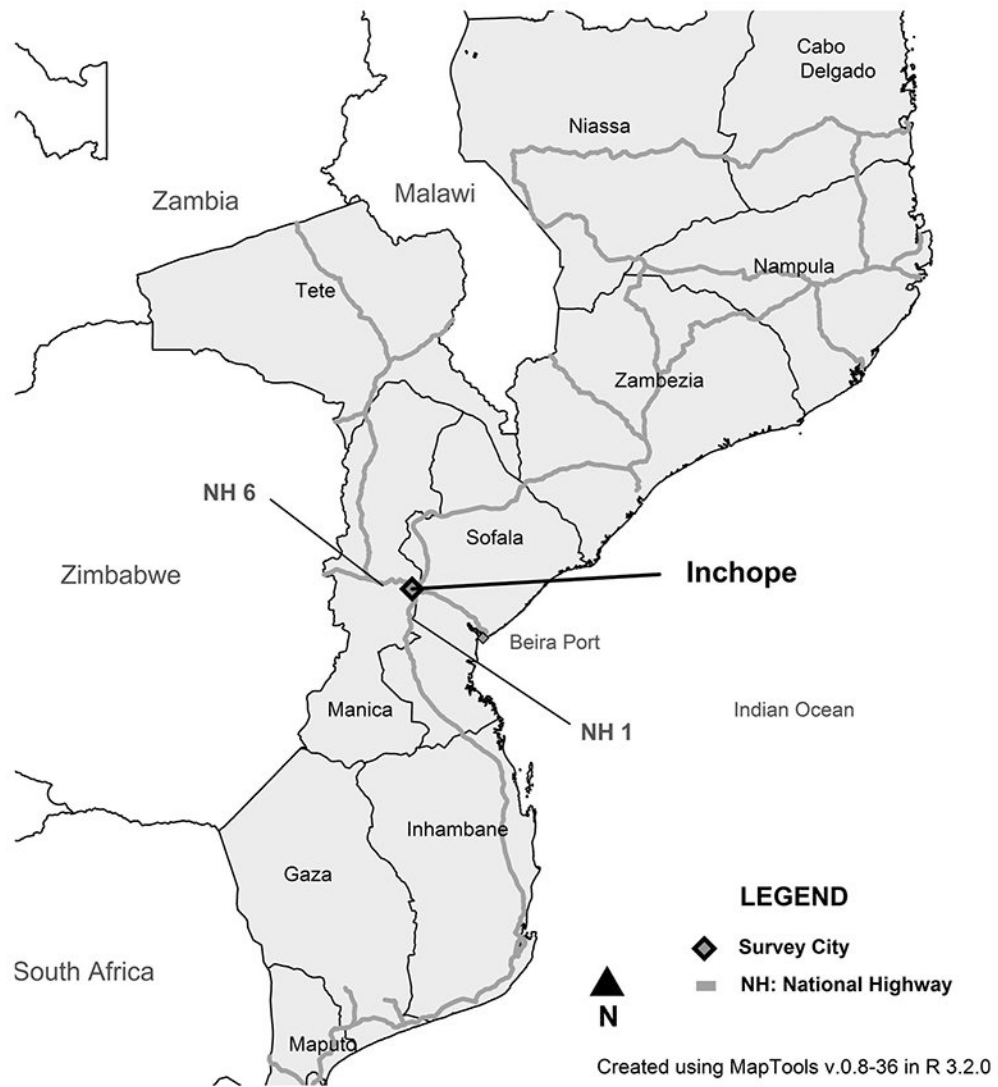 Cabo
Delgado
Niassa
Zambia
Malawi
Nampula
Tete
Zambezia
NH 6
Sofala
Zimbabwe
Inchope
Beira Port
Manica
NH 1
Indian Ocean
Inhambane
Gaza
LEGEND
Survey City
South Africa
NH: National Highway
N
Maputo
Created using MapTools v.0.8-36 in R 3.2.0